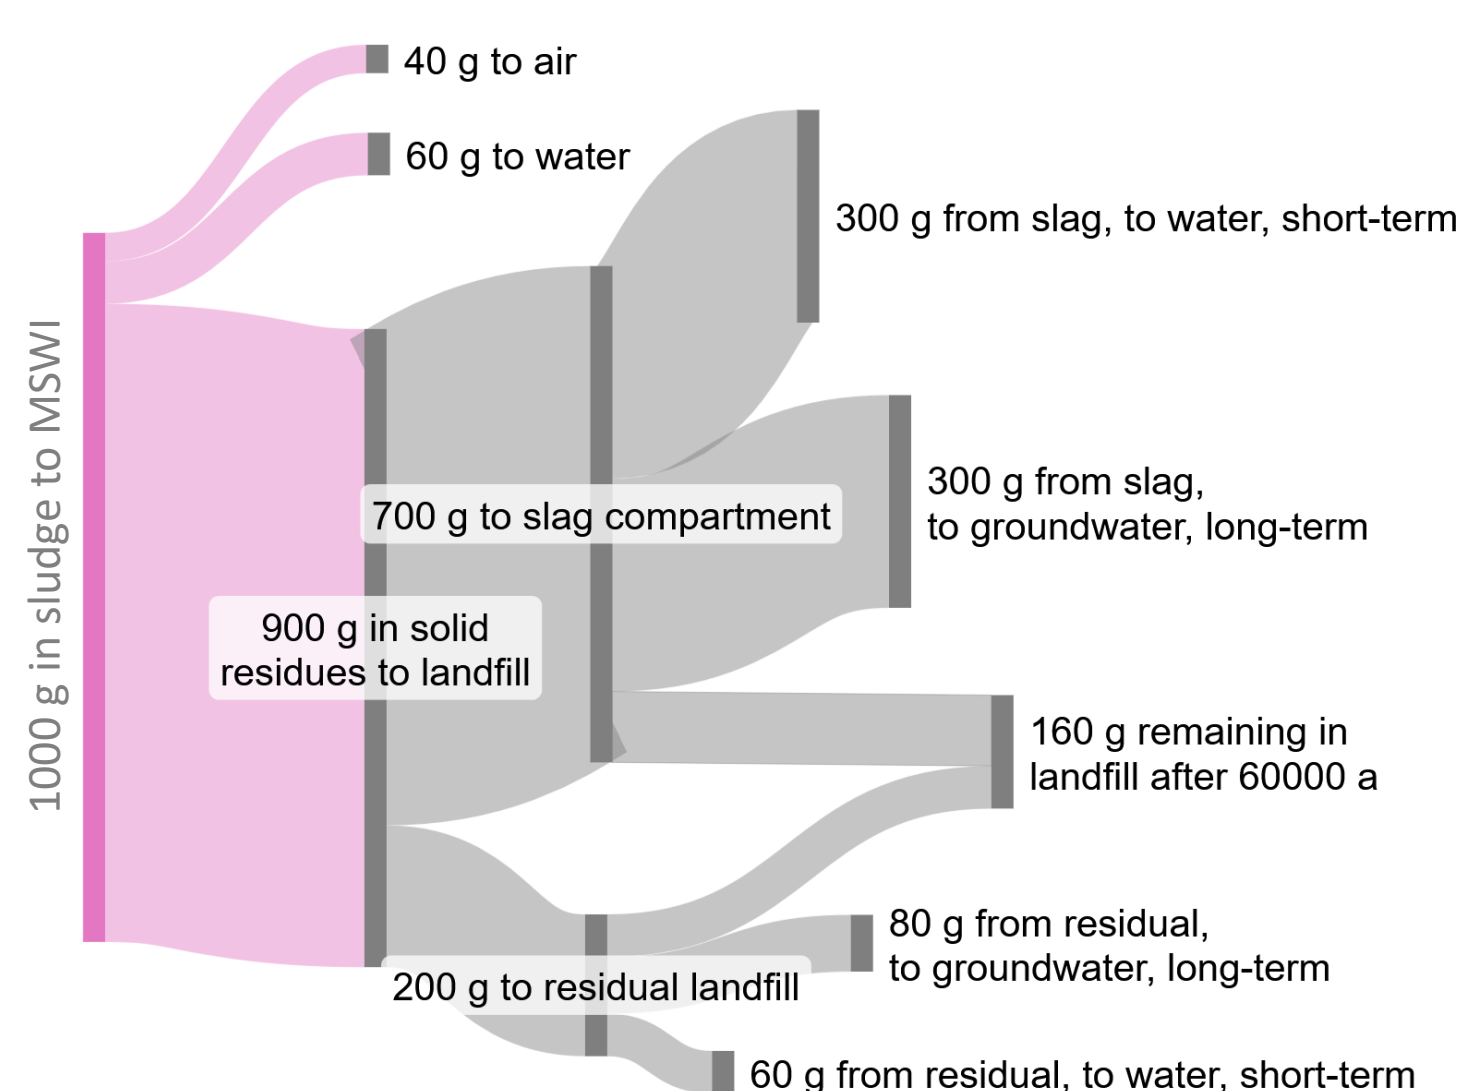 1000 g in sludge to MSWI
40 g to air
60 g to water
300 g from slag, to water, short-term
300 g from slag,
to groundwater, long-term
700 g to slag compartment
900 g in solid
residues to landfill
160 g remaining in
landfill after 60000 a
80 g from residual,
to groundwater, long-term
200 g to residual landfill
60 g from residual, to water, short-term